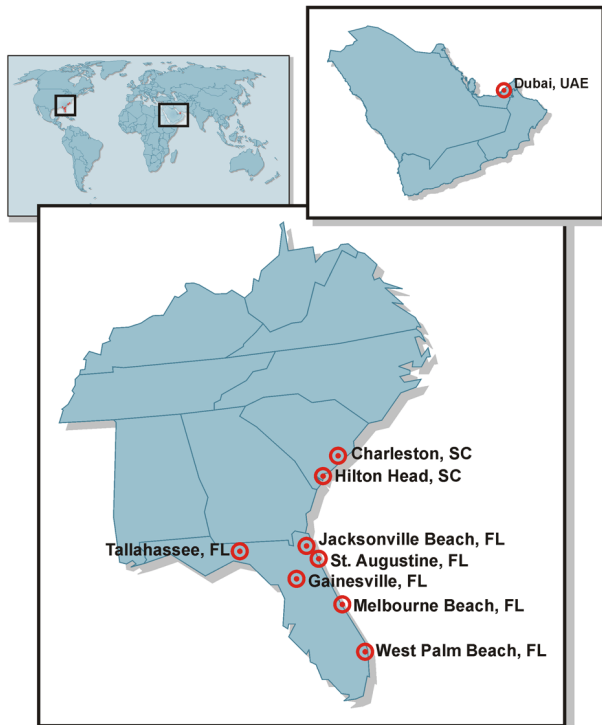 Dubai, UAE
Charleston, SC
Hilton Head, SC
Jacksonville Beach, FL
Tallahassee, FL
St. Augustine, FL
Gainesville, FL
Melbourne Beach, FL
West Palm Beach, FL